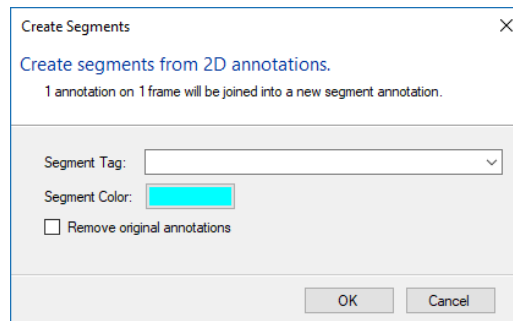 Create Segments
Create segments from 2D annotations.
1 annotation on 1 frame will be joined into a new segment annotation.
Segment Tag:
Segment Color:
Remove original annotations
OK Cancel